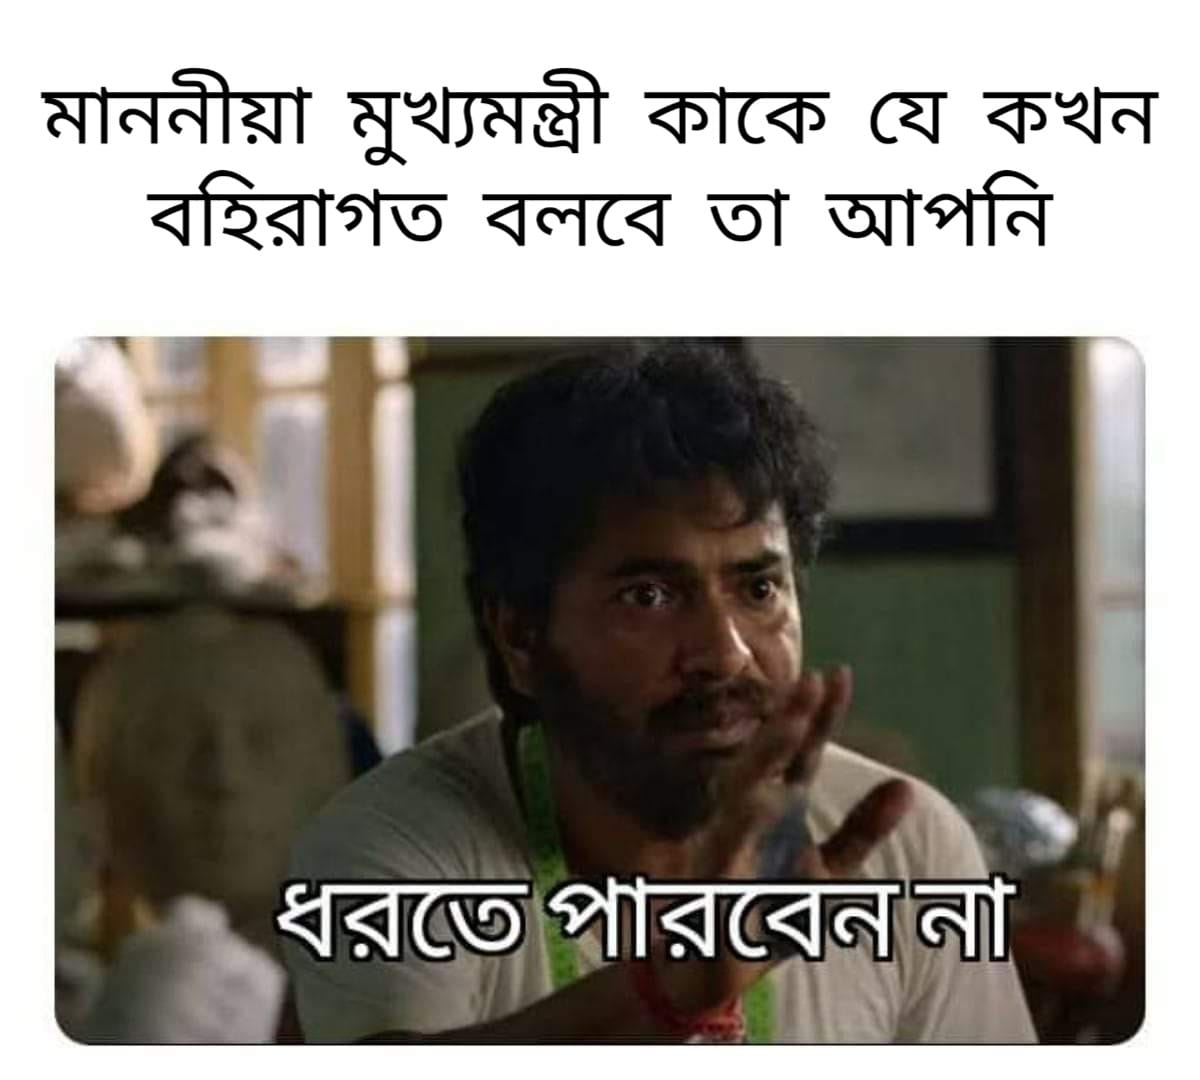 মাননীয়া মুখ্যমন্ত্রী কাকে যে কখন
বহিরাগত বলবে তা আপনি
ধরতে পারবেন না